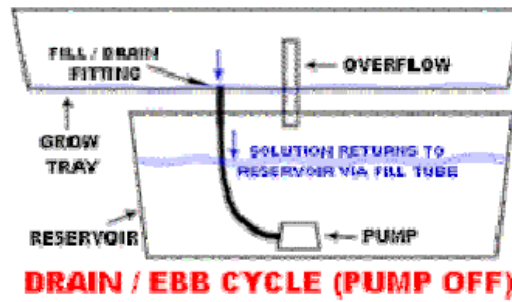 FILL / DRAIN
FITTING
OVERFLOW
GROW
TRAY
SOLUTION RETURNS TO
RESERVOIR VIA FILL TUBE
RESERVOIR
PUMP
DRAIN / EBB CYCLE (PUMP OFF)